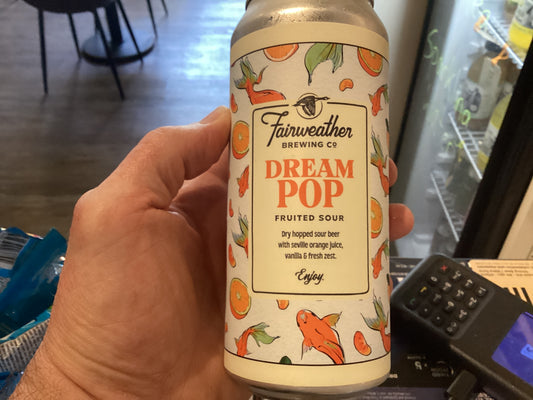 Fairweather
BREWING Cº
DREAM
POP
FRUITED SOUR
Dry hopped sour beer
with seville orange juice,
vanilla & fresh zest.
Enjoy.